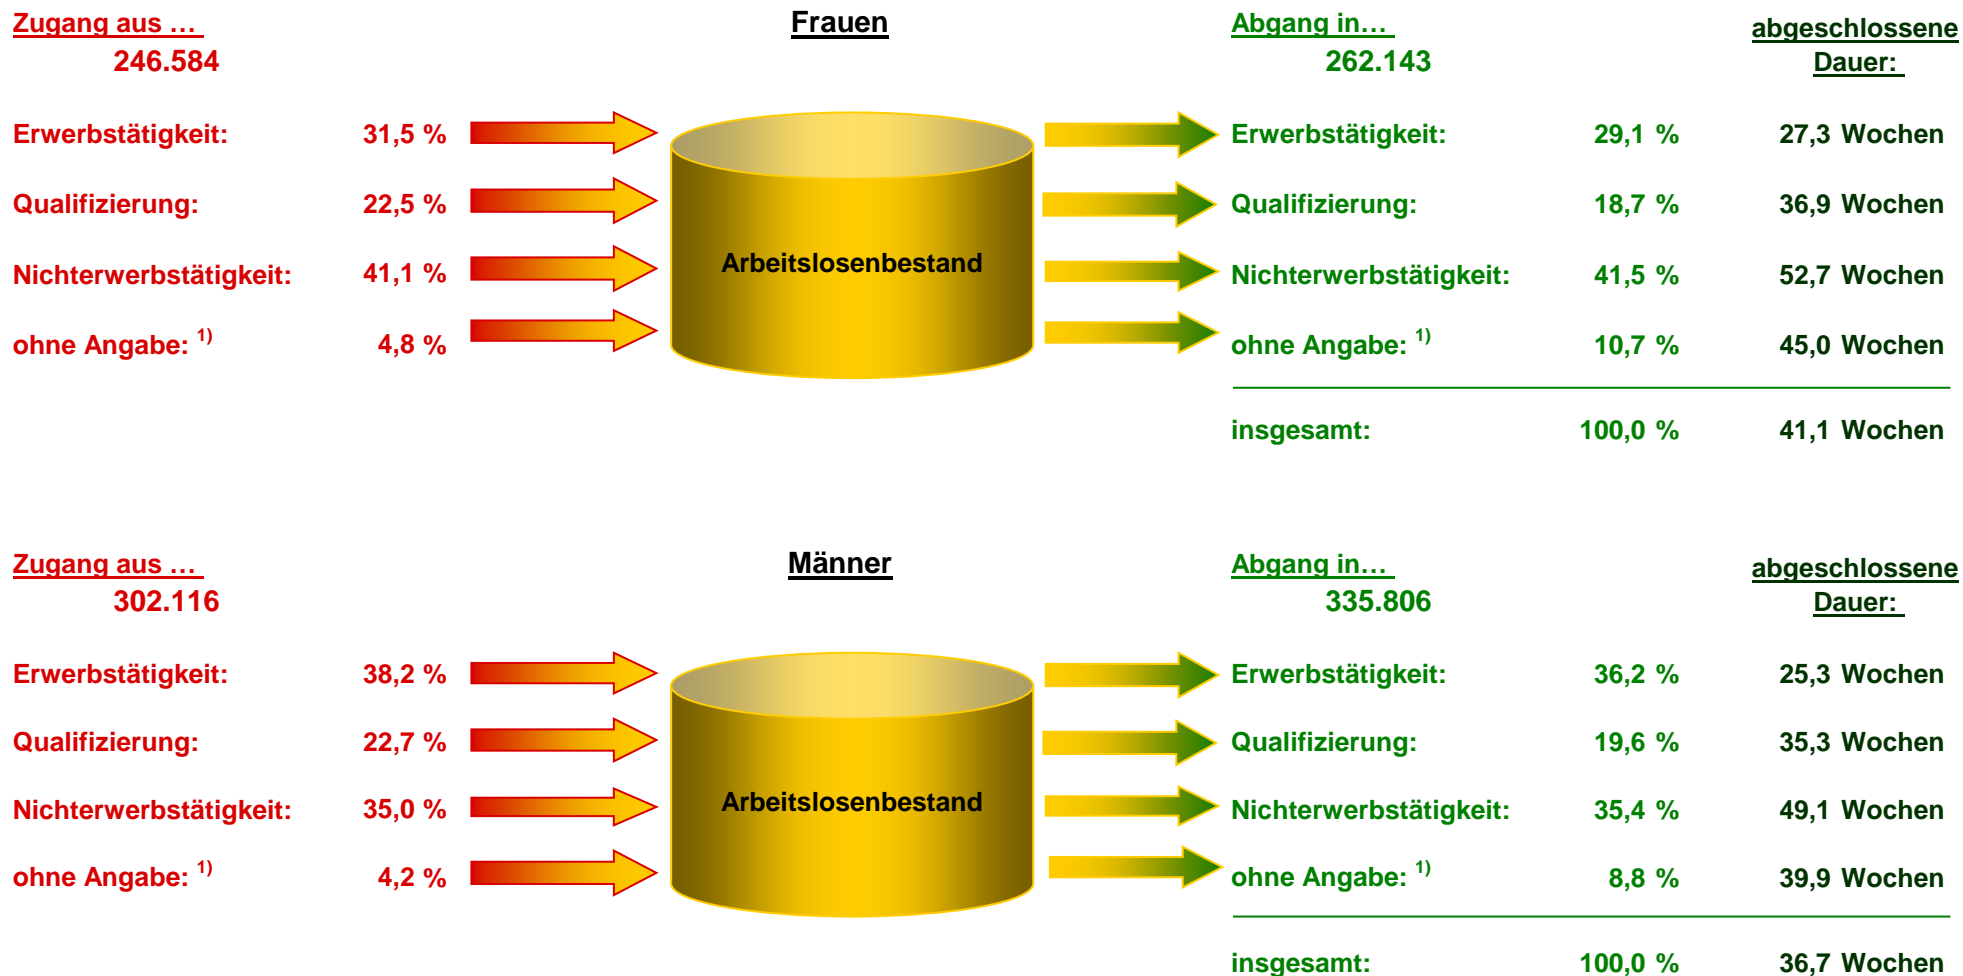 Zugang aus … Frauen Abgang in… abgeschlossene
246.584 262.143 Dauer:
Erwerbstätigkeit: 31,5 % Erwerbstätigkeit: 29,1 % 27,3 Wochen
Qualifizierung: 22,5 % Qualifizierung: 18,7 % 36,9 Wochen
Arbeitslosenbestand
Nichterwerbstätigkeit: 41,1 % Nichterwerbstätigkeit: 41,5 % 52,7 Wochen
ohne Angabe: 1) 4,8 % ohne Angabe: 1) 10,7 % 45,0 Wochen
insgesamt: 100,0 % 41,1 Wochen
Zugang aus … Männer Abgang in… abgeschlossene
302.116 335.806 Dauer:
Erwerbstätigkeit: 38,2 % Erwerbstätigkeit: 36,2 % 25,3 Wochen
Qualifizierung: 22,7 % Qualifizierung: 19,6 % 35,3 Wochen
Arbeitslosenbestand
Nichterwerbstätigkeit: 35,0 % Nichterwerbstätigkeit: 35,4 % 49,1 Wochen
ohne Angabe: 1) 4,2 % ohne Angabe: 1) 8,8 % 39,9 Wochen
insgesamt: 100,0 % 36,7 Wochen